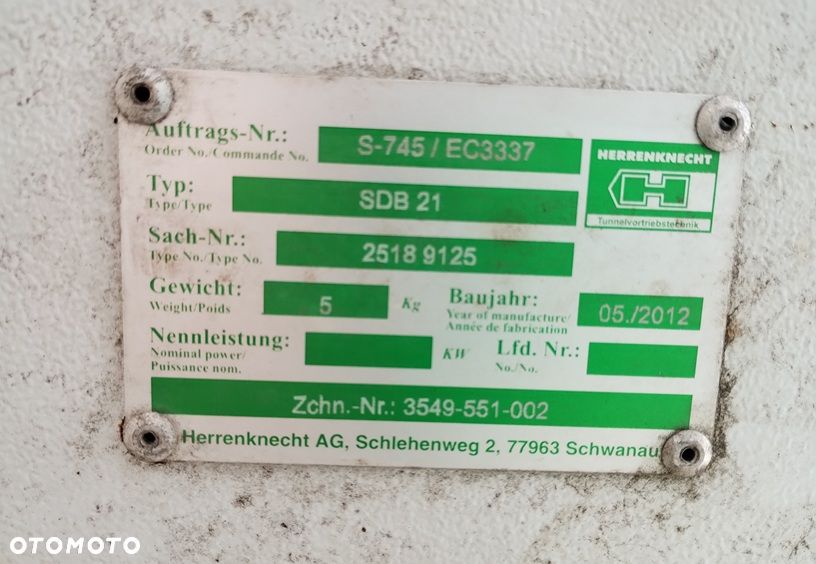 Auftrags-Nr.: S-745 / EC3337
Order No./Commande No.
HERRENKNECHT
Tunnelvortriebstechnik
Typ: SDB 21
Type/Type
Sach-Nr.: 2518 9125
Type No./Type No.
Gewicht: 5 Kg
Weight/Poids
Baujahr: 05./2012
Year of manufacture/
Année de fabrication
Nennleistung: KW
Nominal power/
Puissance nom.
Lfd. Nr.:
No./No.
Zchn.-Nr.: 3549-551-002
Herrenknecht AG, Schlehenweg 2, 77963 Schwanau
OTOMOTO